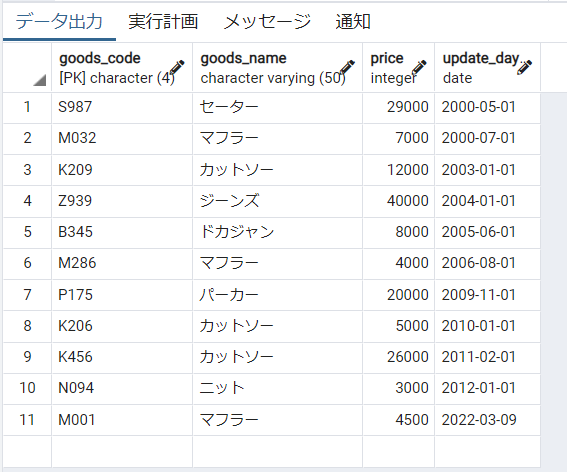 データ出力 実行計画 メッセージ 通知
goods_code goods_name price update_day
[PK] character (4) character varying (50) integer date
1 S987 セーター 29000 2000-05-01
2 M032 マフラー 7000 2000-07-01
3 K209 カットソー 12000 2003-01-01
4 Z939 ジーンズ 40000 2004-01-01
5 B345 ドカジャン 8000 2005-06-01
6 M286 マフラー 4000 2006-08-01
7 P175 パーカー 20000 2009-11-01
8 K206 カットソー 5000 2010-01-01
9 K456 カットソー 26000 2011-02-01
10 N094 ニット 3000 2012-01-01
11 M001 マフラー 4500 2022-03-09